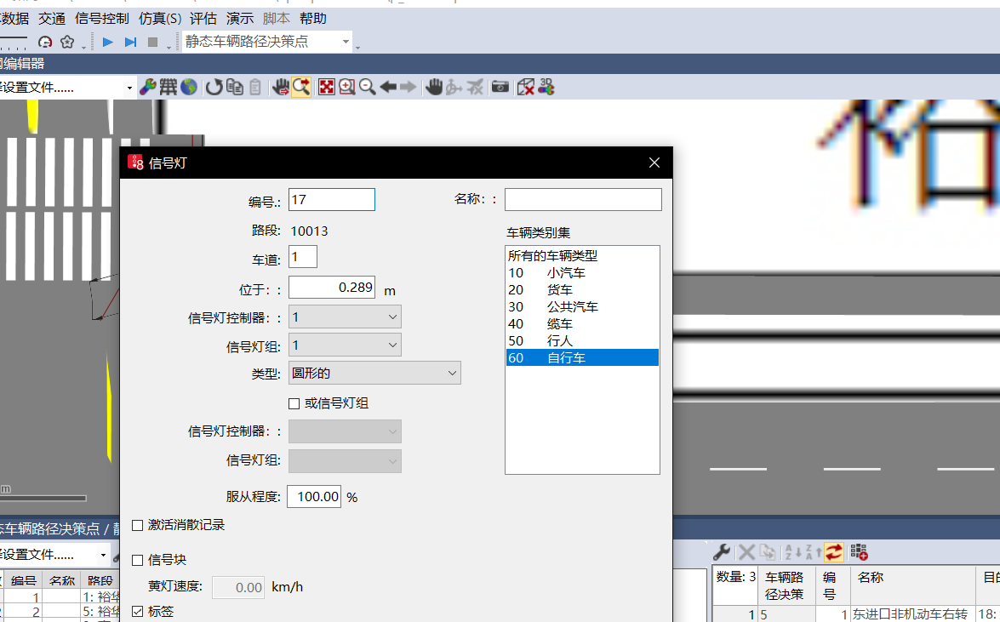 数据 交通 信号控制 仿真(S) 评估 演示 脚本 帮助
静态车辆路径决策点
编辑器
设置文件......
3D
信号灯
编号.: 17
名称: :
路段: 10013
车道: 1
位于: : 0.289 m
信号灯控制器: : 1
信号灯组: 1
类型: 圆形的
或信号灯组
信号灯控制器: :
信号灯组:
服从程度: 100.00 %
激活消散记录
信号块
黄灯速度: 0.00 km/h
标签
车辆类别集
所有的车辆类型
10 小汽车
20 货车
30 公共汽车
40 缆车
50 行人
60 自行车
m
车辆路径决策点 / 静
设置文件......
编号 名称 路段
1 1: 裕华
2 5: 裕华
数量: 3 车辆路径决策 编号 名称 目的
1 5 1 东进口非机动车右转 18: